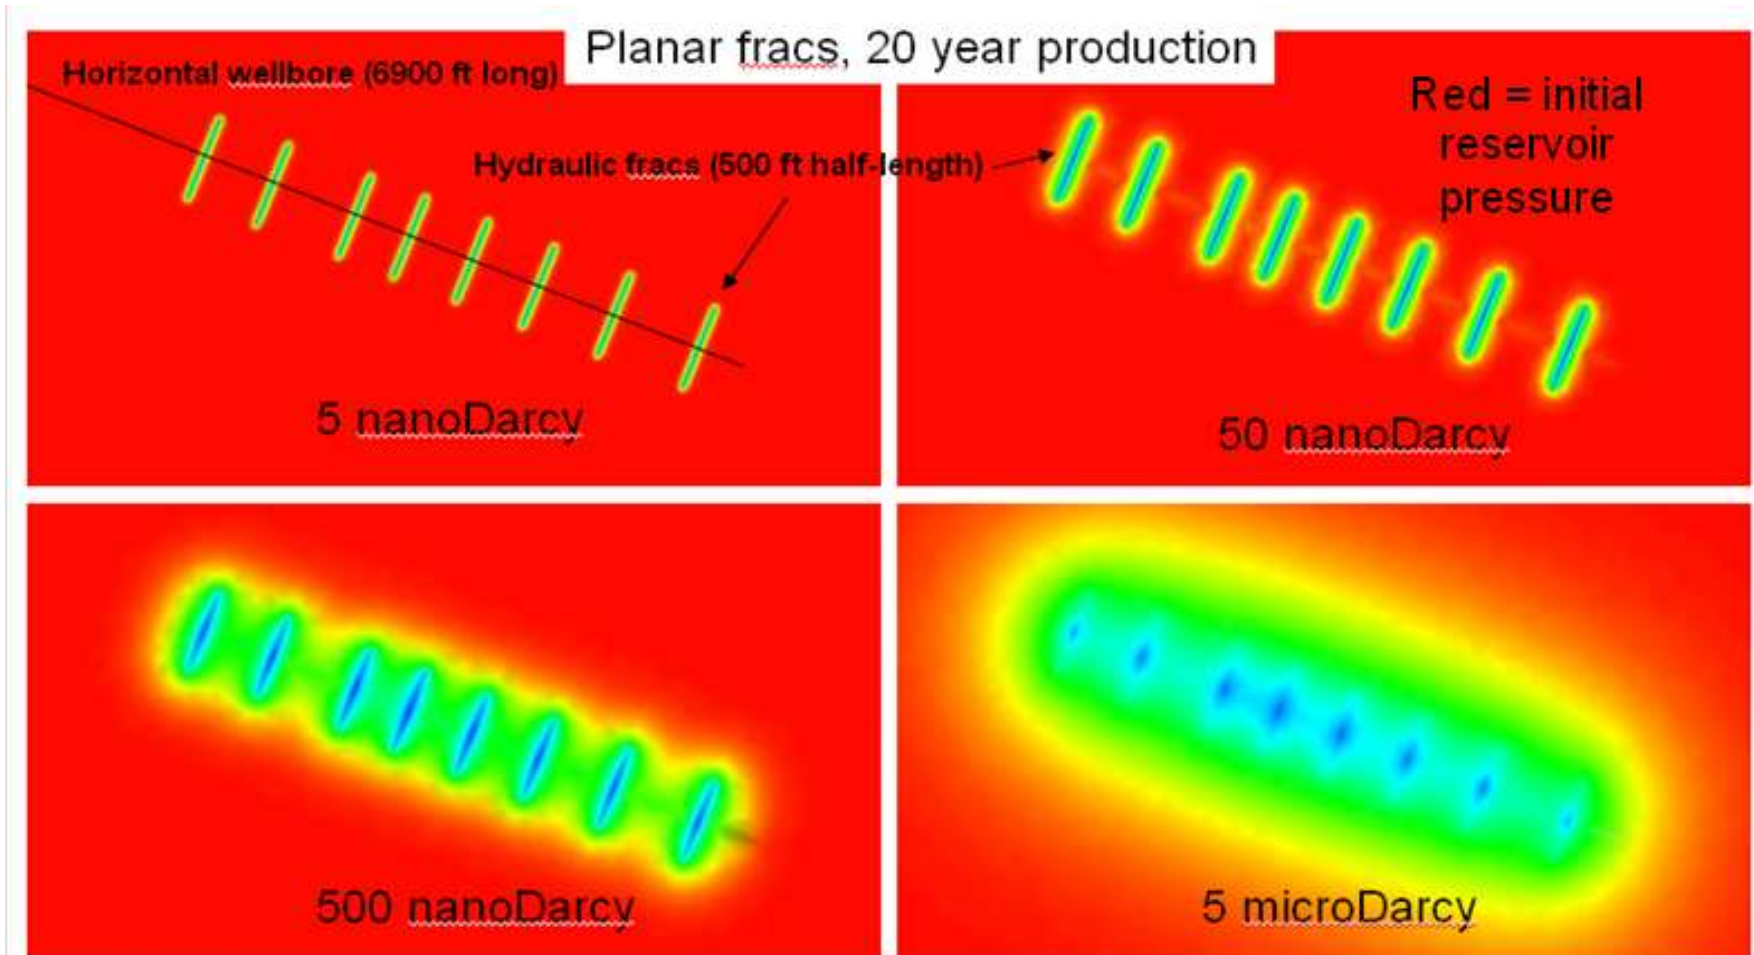 Planar fracs, 20 year production
Horizontal wellbore (6900 ft long)
Red = initial
reservoir
pressure
Hydraulic fracs (500 ft half-length)
5 nanoDarcy
50 nanoDarcy
500 nanoDarcy
5 microDarcy